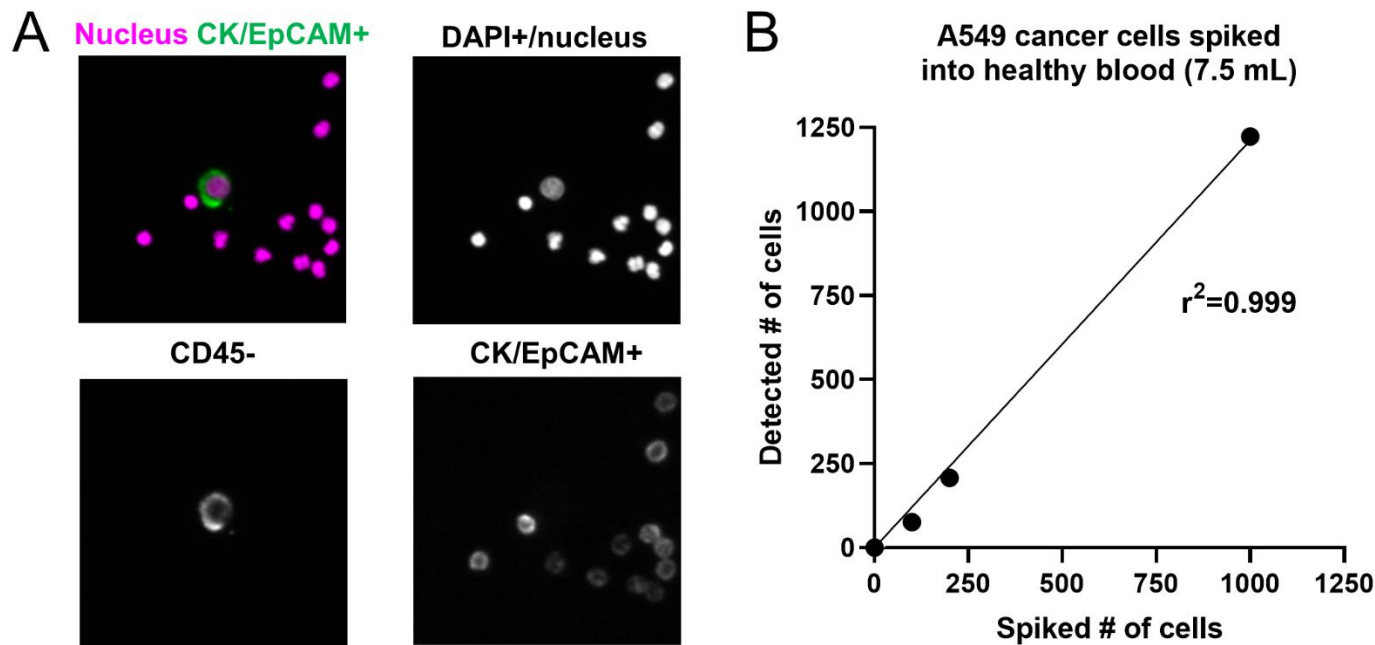 A
Nucleus CK/EpCAM+
DAPI+/nucleus
CD45-
CK/EpCAM+
B
A549 cancer cells spiked
into healthy blood (7.5 mL)
Detected # of cells
1250
1000
750
500
250
0
r²=0.999
0 250 500 750 1000 1250
Spiked # of cells